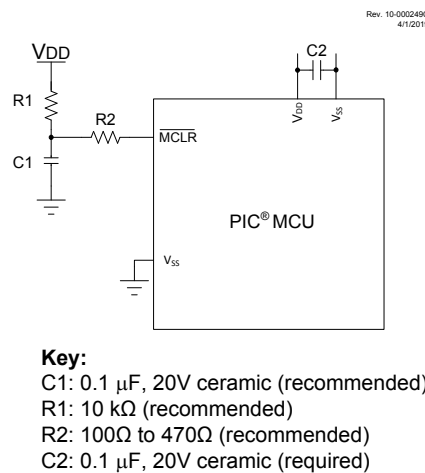 Rev. 10-000249
4/1/201
VDD
C2
R1
R2
VDD
VSS
MCLR
C1
PIC® MCU
VSS
Key:
C1: 0.1 μF, 20V ceramic (recommended)
R1: 10 kΩ (recommended)
R2: 100Ω to 470Ω (recommended)
C2: 0.1 μF, 20V ceramic (required)